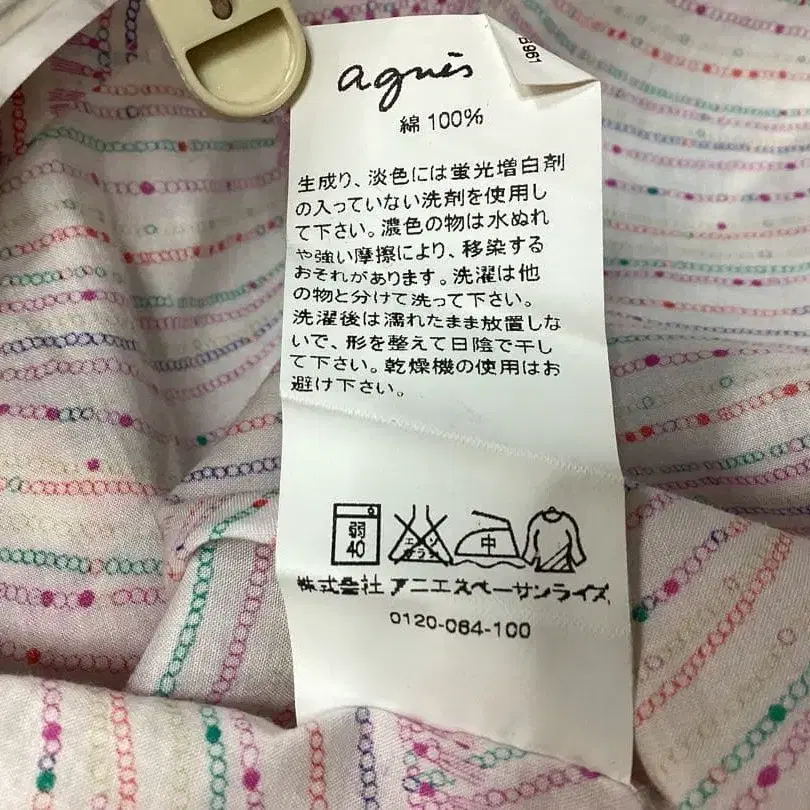 agnès
5961
綿 100%
生成り、淡色には蛍光増白剤
の入っていない洗剤を使用し
て下さい。濃色の物は水ぬれ
や強い摩擦により、移染する
おそれがあります。洗濯は他
の物と分けて洗って下さい。
洗濯後は濡れたまま放置しな
いで、形を整えて日陰で干し
て下さい。乾燥機の使用はお
避け下さい。
弱
40
エンソ
サラシ
中
株式会社 アニエスベーサンライズ
0120-064-100